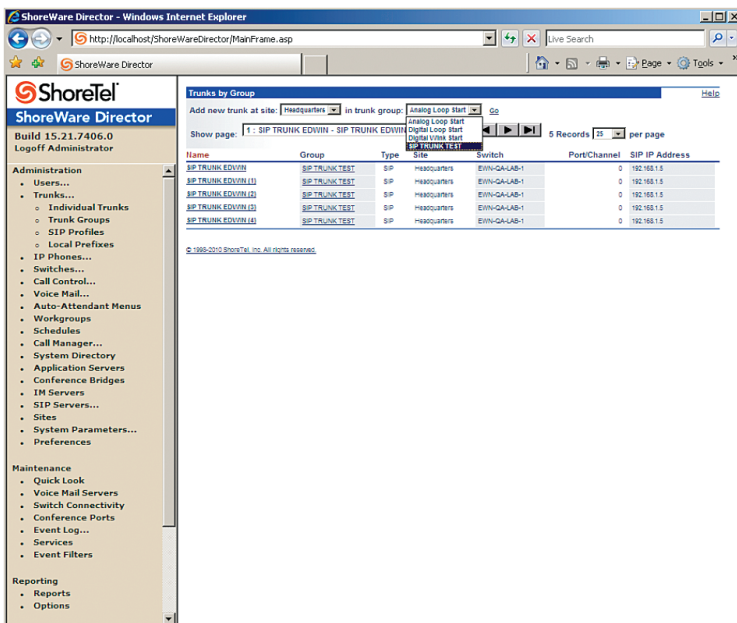 ShoreWare Director - Windows Internet Explorer
http://localhost/ShoreWareDirector/MainFrame.asp
Live Search
ShoreWare Director
Page
Tools
ShoreTel
ShoreWare Director
Build 15.21.7406.0
Logoff Administrator
Administration
Users...
Trunks...
Individual Trunks
Trunk Groups
SIP Profiles
Local Prefixes
IP Phones...
Switches...
Call Control...
Voice Mail...
Auto-Attendant Menus
Workgroups
Schedules
Call Manager...
System Directory
Application Servers
Conference Bridges
IM Servers
SIP Servers...
Sites
System Parameters...
Preferences
Maintenance
Quick Look
Voice Mail Servers
Switch Connectivity
Conference Ports
Event Log...
Services
Event Filters
Reporting
Reports
Options
Trunks by Group Help
Add new trunk at site: Headquarters in trunk group: Analog Loop Start Go
Analog Loop Start
Digital Loop Start
Digital Wink Start
SIP TRUNK TEST
Show page: 1 : SIP TRUNK EDWIN - SIP TRUNK EDWIN 5 Records 25 per page
Name Group Type Site Switch Port/Channel SIP IP Address
SIP TRUNK EDWIN SIP TRUNK TEST SIP Headquarters EWN-QA-LAB-1 0 192.168.1.5
SIP TRUNK EDWIN (1) SIP TRUNK TEST SIP Headquarters EWN-QA-LAB-1 0 192.168.1.5
SIP TRUNK EDWIN (2) SIP TRUNK TEST SIP Headquarters EWN-QA-LAB-1 0 192.168.1.5
SIP TRUNK EDWIN (3) SIP TRUNK TEST SIP Headquarters EWN-QA-LAB-1 0 192.168.1.5
SIP TRUNK EDWIN (4) SIP TRUNK TEST SIP Headquarters EWN-QA-LAB-1 0 192.168.1.5
© 1998-2010 ShoreTel, Inc. All rights reserved.